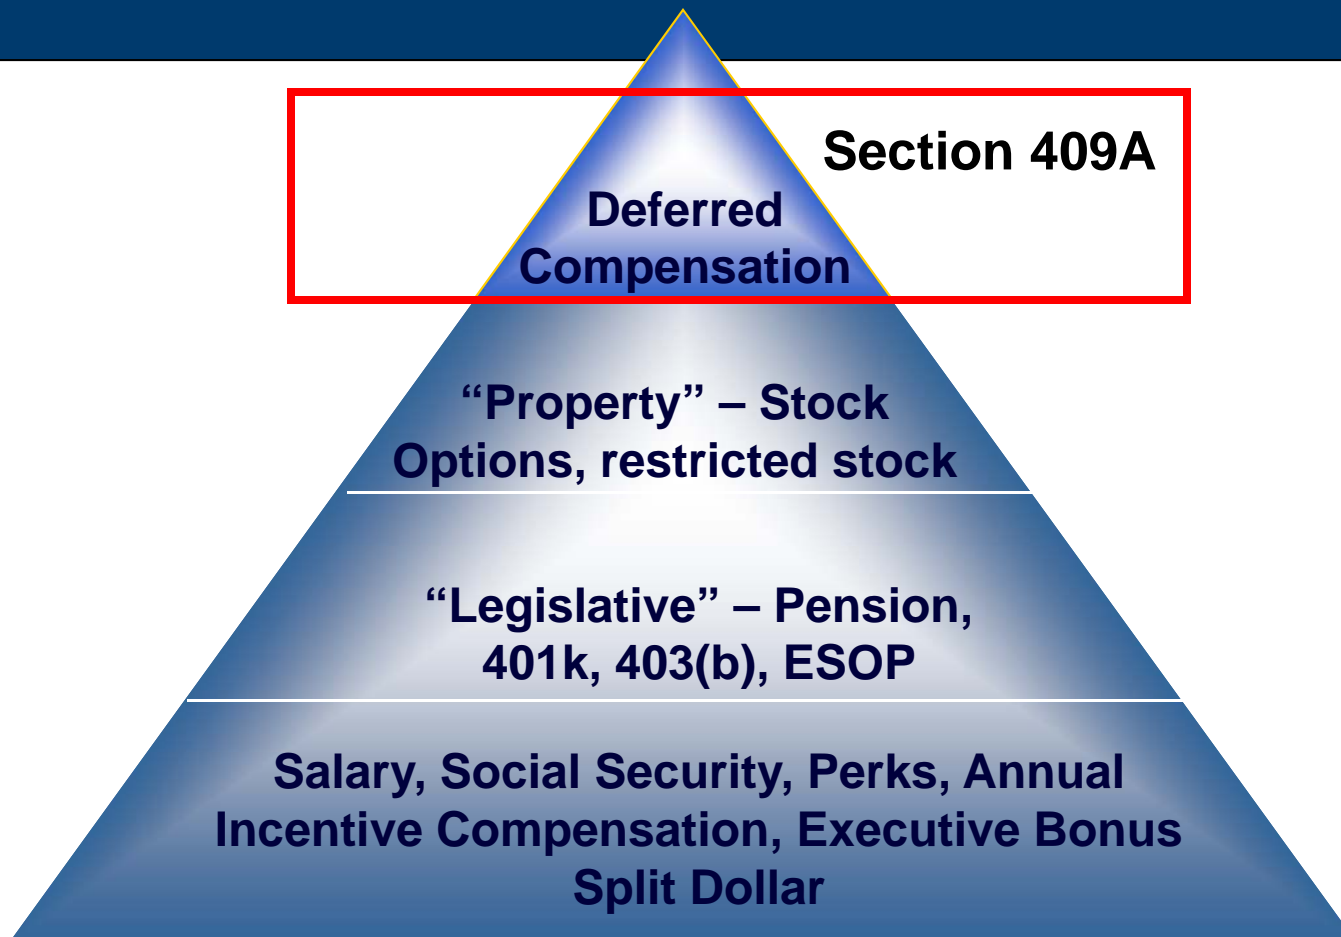 Section 409A
Deferred
Compensation
“Property” – Stock
Options, restricted stock
“Legislative” – Pension,
401k, 403(b), ESOP
Salary, Social Security, Perks, Annual
Incentive Compensation, Executive Bonus
Split Dollar